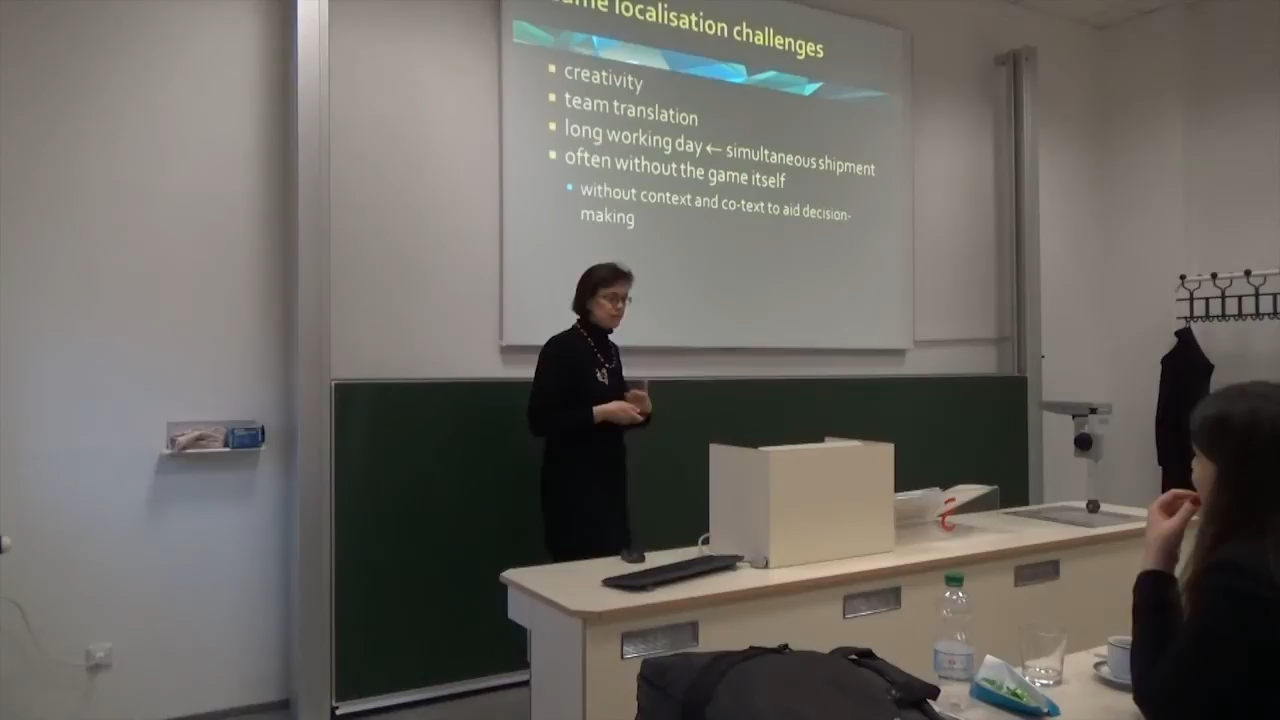 localisation challenges
creativity
team translation
long working day ← simultaneous shipment
often without the game itself
without context and co-text to aid decision-
making